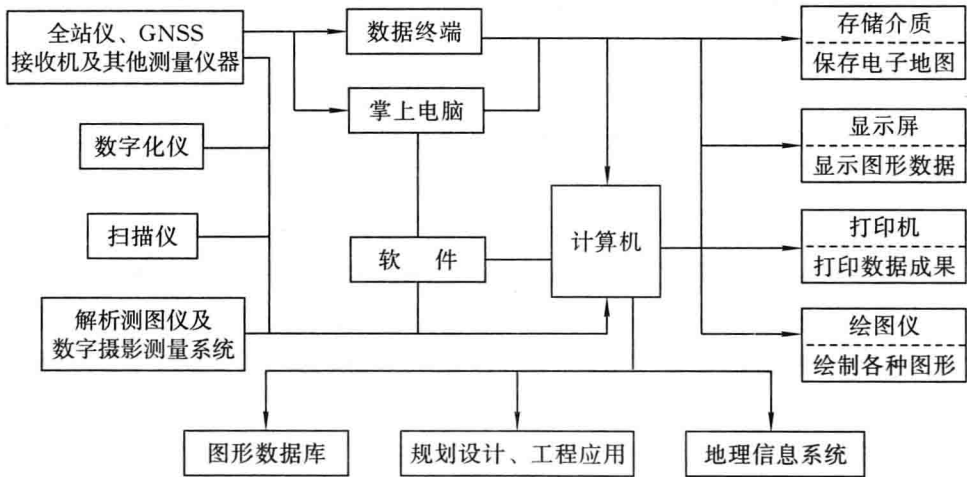 全站仪、GNSS
接收机及其他测量仪器
数据终端
存储介质
保存电子地图
掌上电脑
数字化仪
显示屏
显示图形数据
扫描仪
软 件
计算机
打印机
打印数据成果
解析测图仪及
数字摄影测量系统
绘图仪
绘制各种图形
图形数据库
规划设计、工程应用
地理信息系统